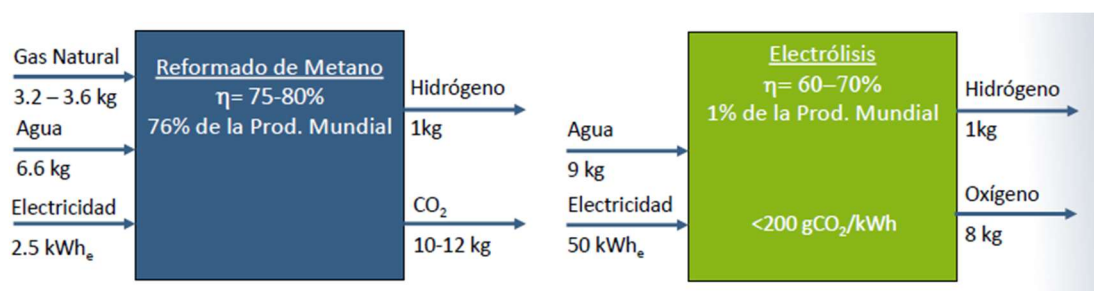 Gas Natural
3.2 – 3.6 kg
Agua
6.6 kg
Electricidad
2.5 kWhe
Reformado de Metano
η= 75-80%
76% de la Prod. Mundial
Hidrógeno
1kg
CO2
10-12 kg
Agua
9 kg
Electricidad
50 kWhe
Electrólisis
η= 60–70%
1% de la Prod. Mundial
<200 gCO2/kWh
Hidrógeno
1kg
Oxígeno
8 kg